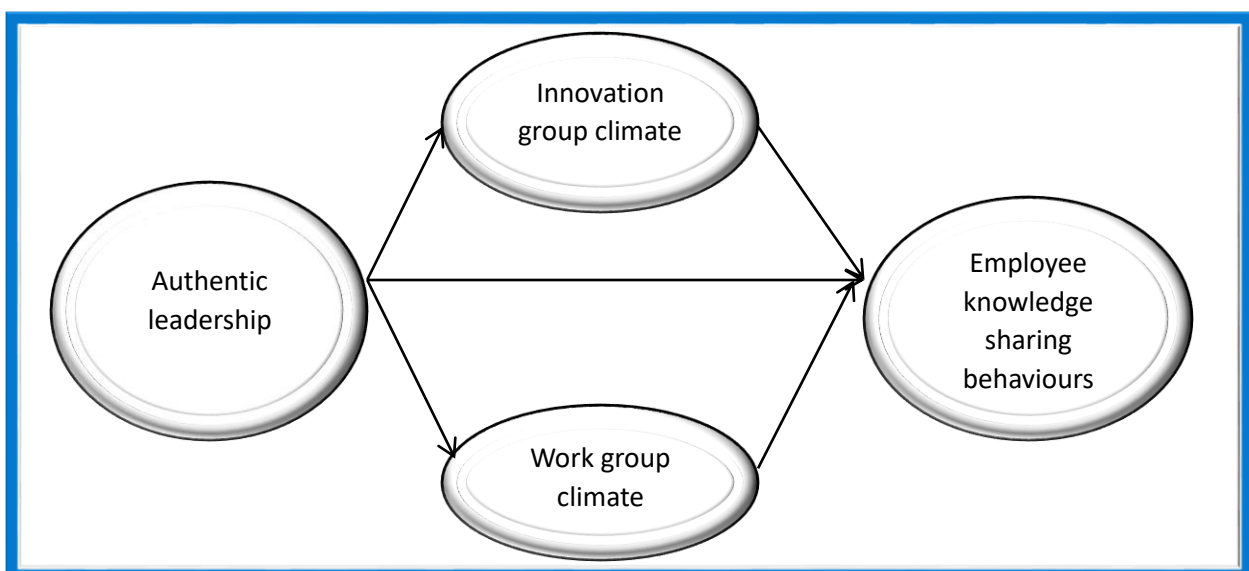 Innovation
group climate
Authentic
leadership
Employee
knowledge
sharing
behaviours
Work group
climate